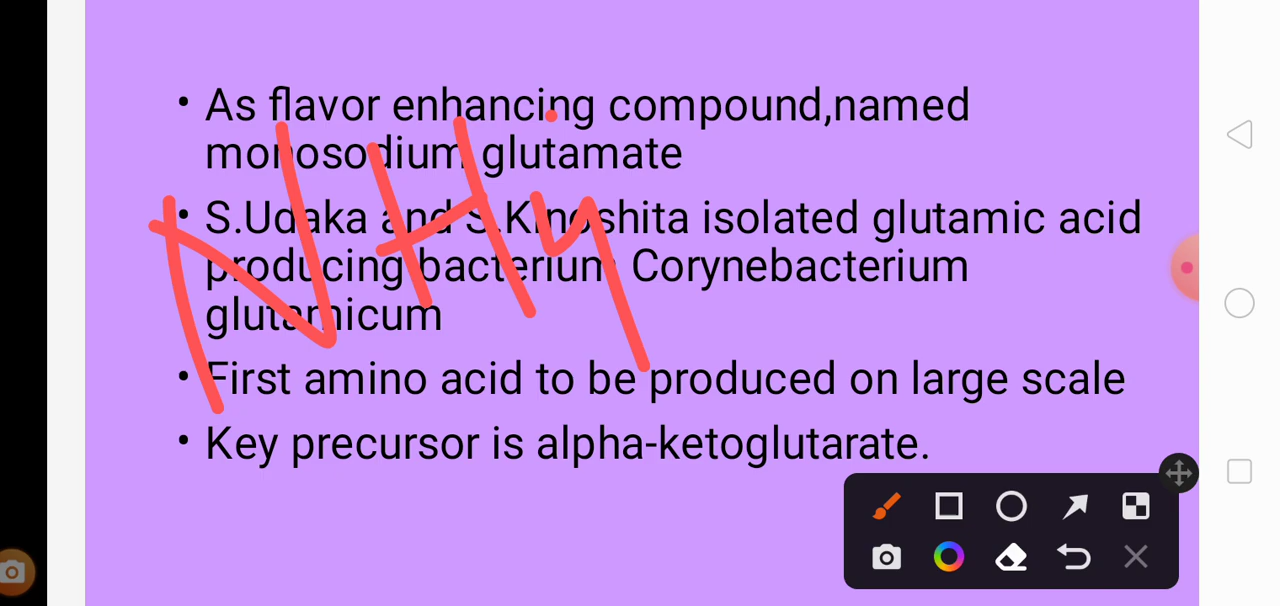 • As flavor enhancing compound,named
monosodium glutamate
• S.Udaka and S.Kinoshita isolated glutamic acid
producing bacterium Corynebacterium
glutamicum
• First amino acid to be produced on large scale
• Key precursor is alpha-ketoglutarate.
NH4